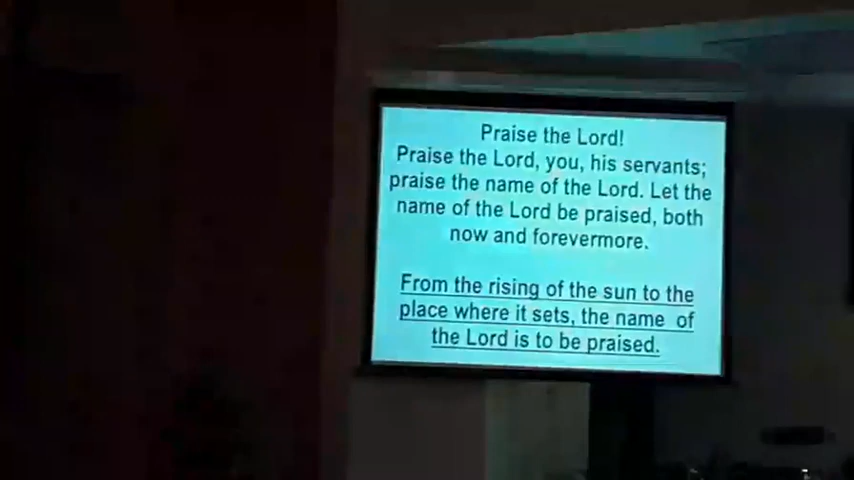 Praise the Lord!
Praise the Lord, you, his servants;
praise the name of the Lord. Let the
name of the Lord be praised, both
now and forevermore.
From the rising of the sun to the
place where it sets, the name of
the Lord is to be praised.